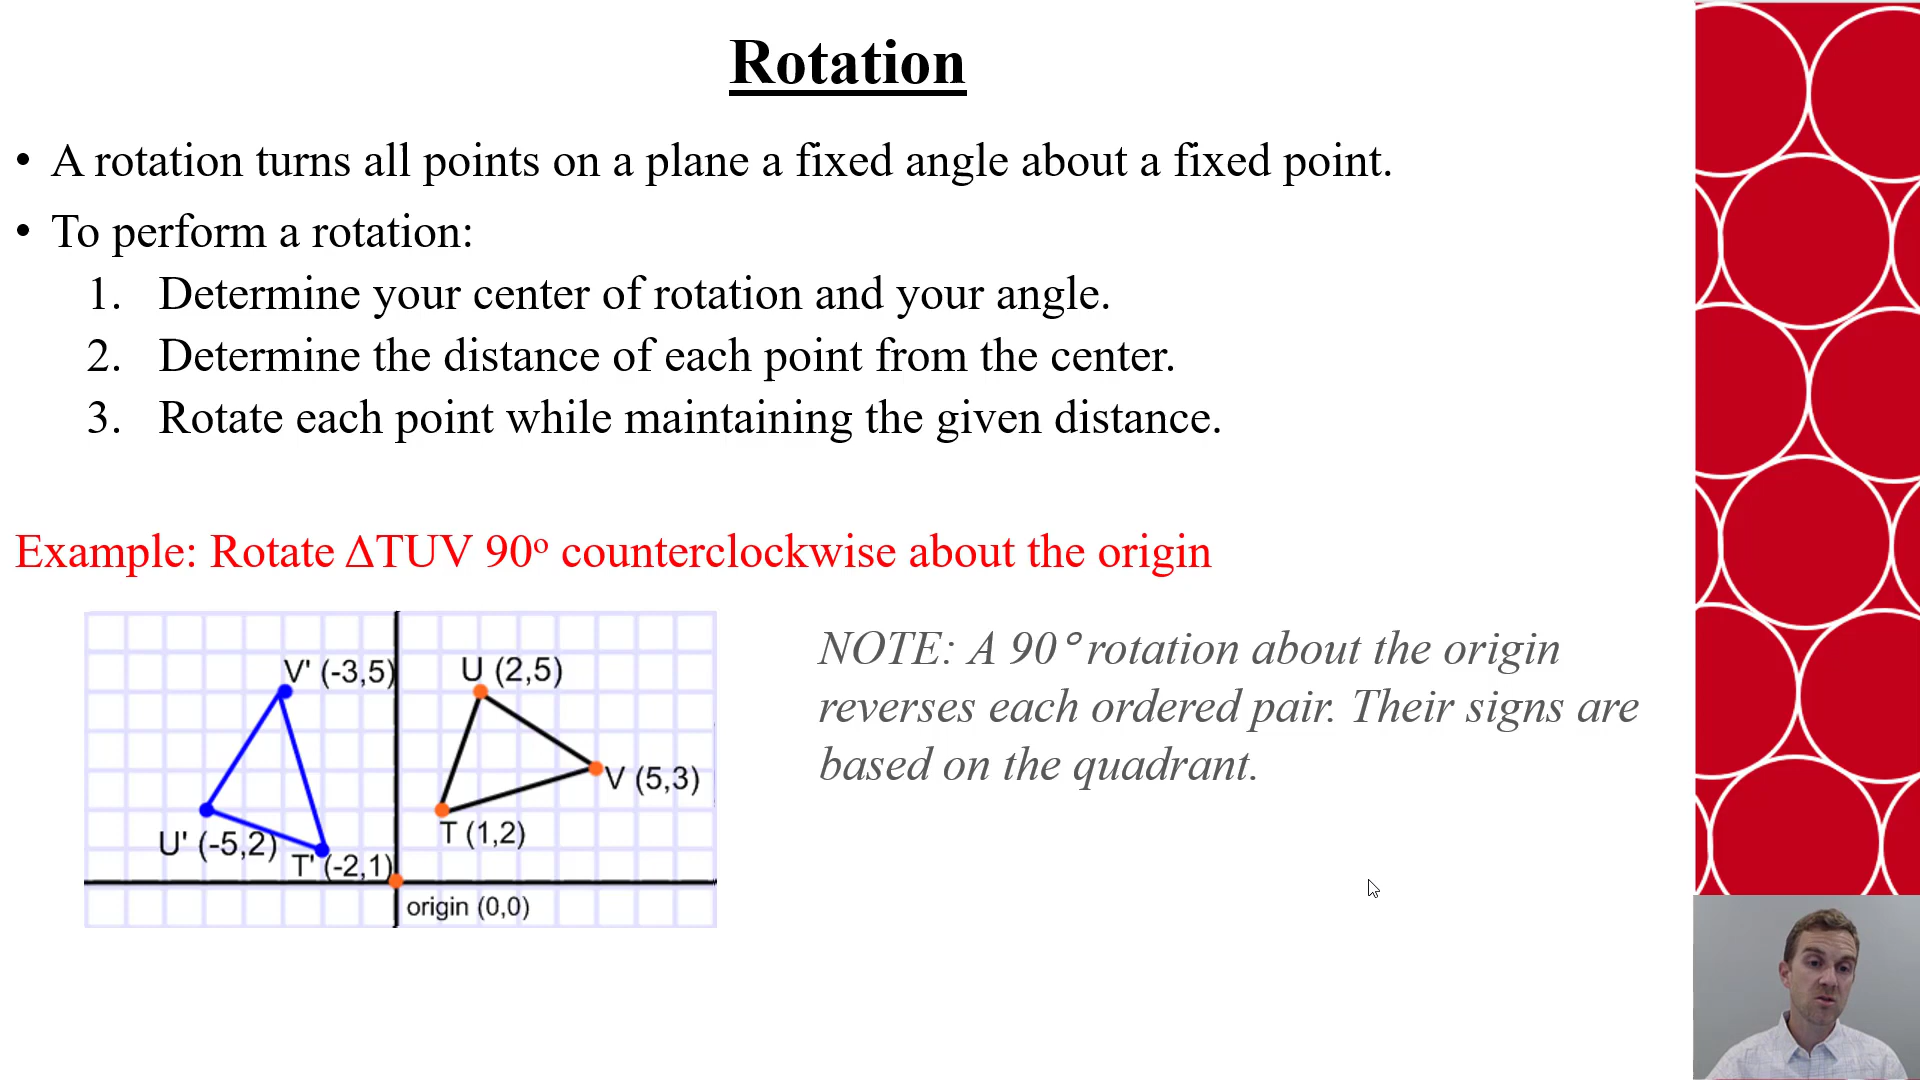 Rotation
• A rotation turns all points on a plane a fixed angle about a fixed point.
• To perform a rotation:
1. Determine your center of rotation and your angle.
2. Determine the distance of each point from the center.
3. Rotate each point while maintaining the given distance.
Example: Rotate ΔTUV 90° counterclockwise about the origin
V' (-3,5)
U (2,5)
V (5,3)
T (1,2)
U' (-5,2)
T' (-2,1)
origin (0,0)
NOTE: A 90° rotation about the origin
reverses each ordered pair. Their signs are
based on the quadrant.